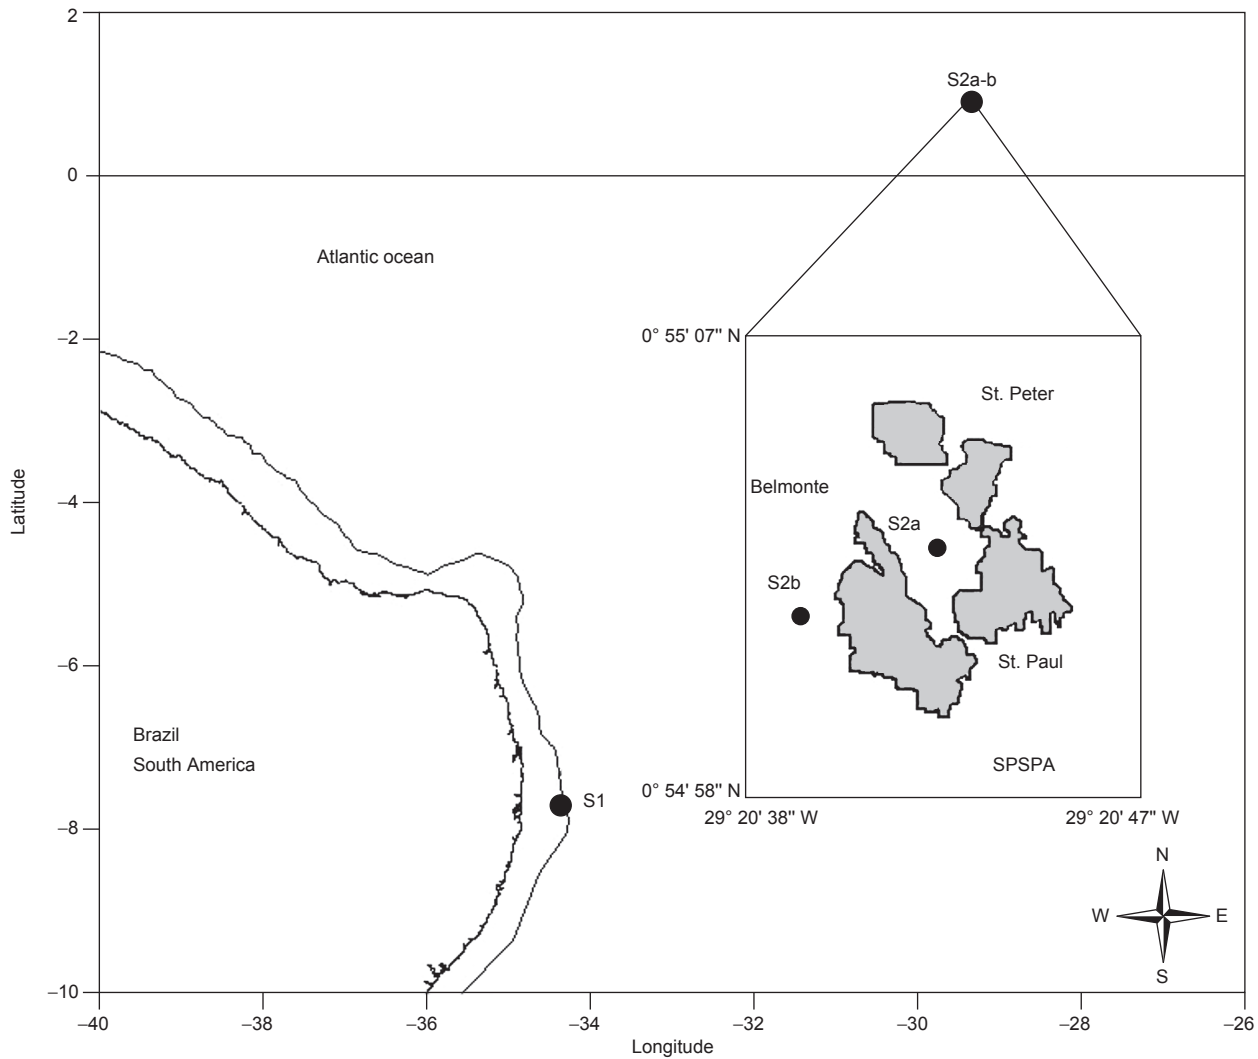 2
S2a-b
0
Atlantic ocean
–2
0° 55' 07" N
St. Peter
Latitude
–4
Belmonte
S2a
S2b
–6
St. Paul
Brazil
South America
SPSPA
0° 54' 58" N
S1
29° 20' 38" W
29° 20' 47" W
–8
N
W
E
S
–10
–40
–38
–36
–34
–32
–30
–28
–26
Longitude